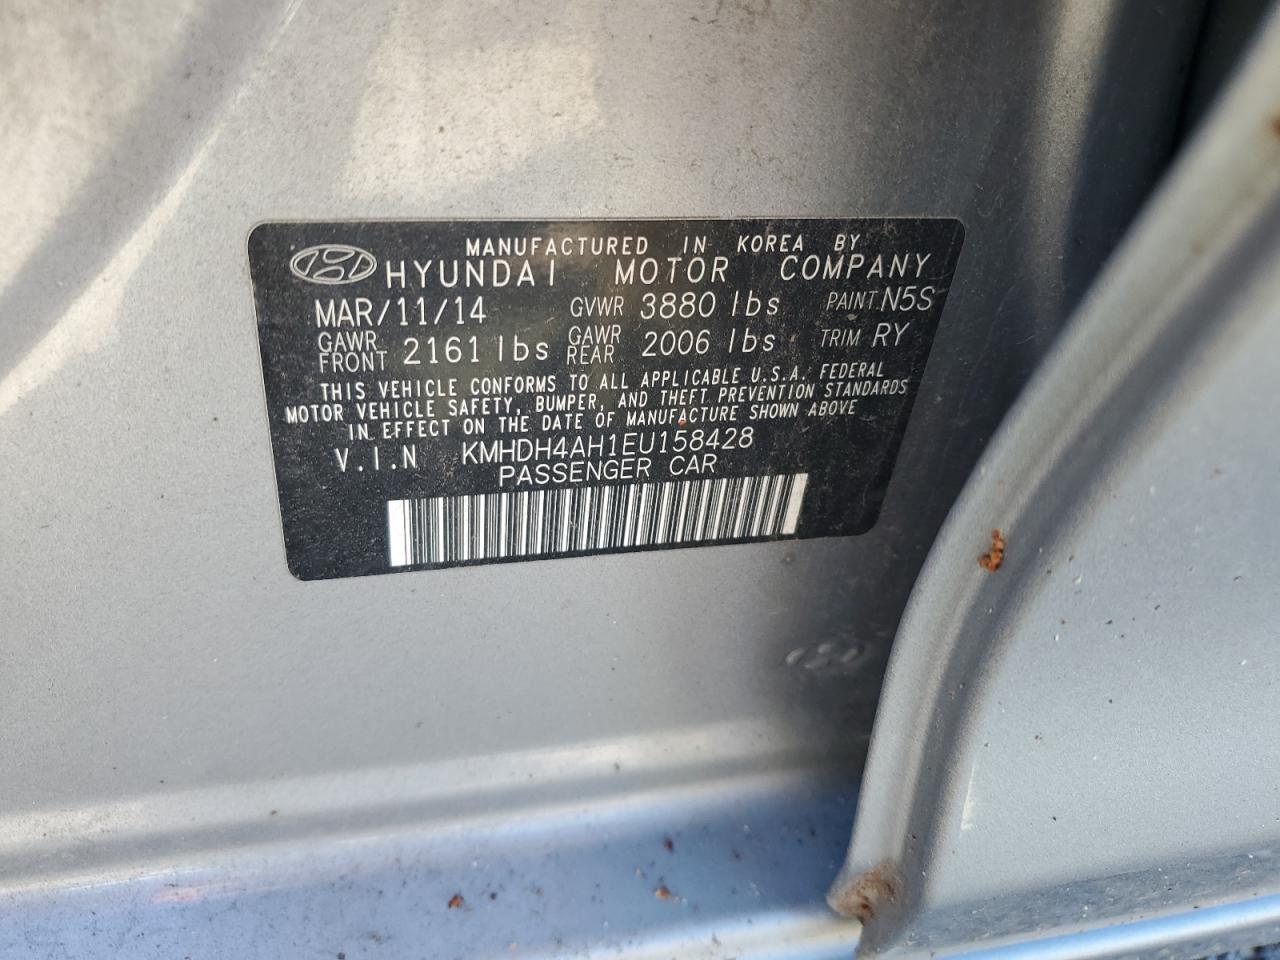 MANUFACTURED IN KOREA BY
HYUNDAI MOTOR COMPANY
MAR/11/14 GVWR 3880 lbs PAINT:N5S
GAWR FRONT 2161 lbs GAWR REAR 2006 lbs TRIM RY
THIS VEHICLE CONFORMS TO ALL APPLICABLE U.S.A. FEDERAL
MOTOR VEHICLE SAFETY, BUMPER, AND THEFT PREVENTION STANDARDS
IN EFFECT ON THE DATE OF MANUFACTURE SHOWN ABOVE
V.I.N KMHDH4AH1EU158428
PASSENGER CAR